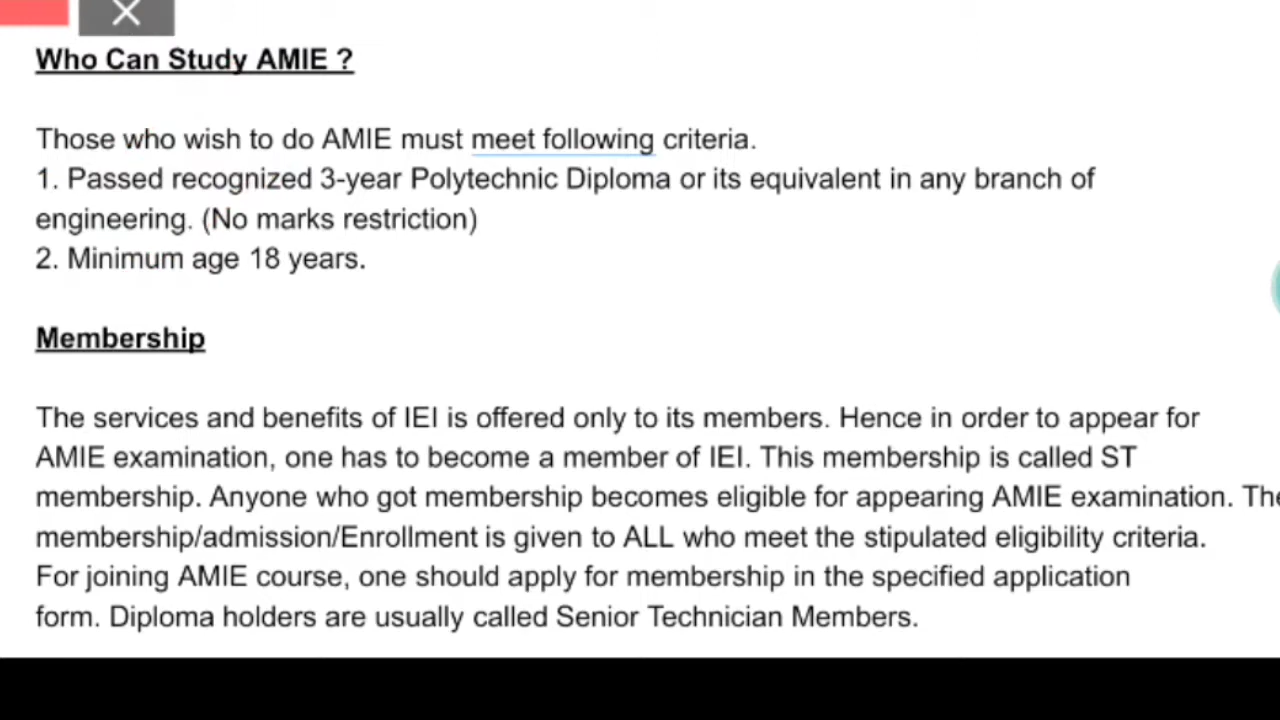 Who Can Study AMIE ?
Those who wish to do AMIE must meet following criteria.
1. Passed recognized 3-year Polytechnic Diploma or its equivalent in any branch of
engineering. (No marks restriction)
2. Minimum age 18 years.
Membership
The services and benefits of IEI is offered only to its members. Hence in order to appear for
AMIE examination, one has to become a member of IEI. This membership is called ST
membership. Anyone who got membership becomes eligible for appearing AMIE examination.
membership/admission/Enrollment is given to ALL who meet the stipulated eligibility criteria.
For joining AMIE course, one should apply for membership in the specified application
form. Diploma holders are usually called Senior Technician Members.